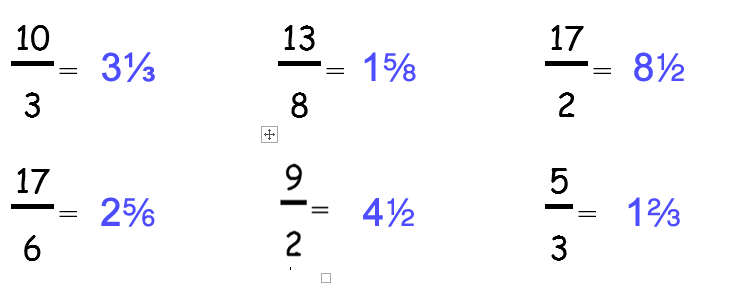 10/3 = 3⅓
13/8 = 1⅝
17/2 = 8½
17/6 = 2⅚
9/2 = 4½
5/3 = 1⅔